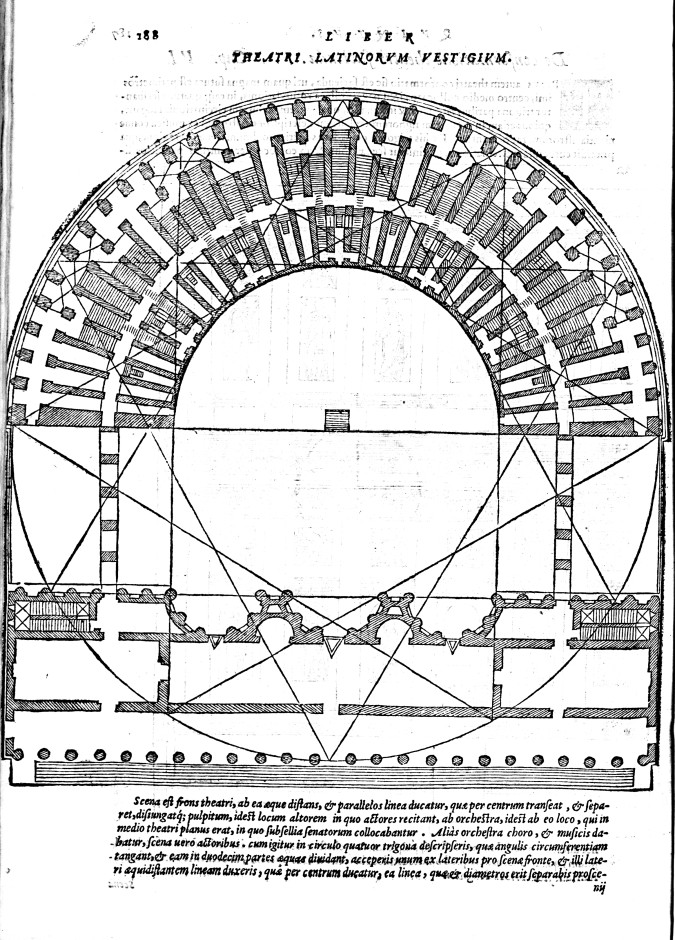 188
LIBER
THEATRI LATINORVM VESTIGIVM.
Scena est frons theatri, ab ea æque distans, & parallelos linea ducatur, quæ per centrum transeat, & sepa-
ret, disiungatq; pulpitum, idest locum altorem in quo actores recitant, ab orchestra, idest ab eo loco, qui in
medio theatri planus erat, in quo subsellia senatorum collocabantur. Aliàs orchestra choro, & musicis da-
batur, scena uero actoribus. cum igitur in circulo quatuor trigona descripseris, quæ angulis circunferentiam
tangant, & eam in duodecim partes æquas diuidant, acceperis unum ex lateribus pro scenæ fronte, & illi late-
ri æquidistantem lineam duxeris, quæ per centrum ducatur, ea linea, quæ & diametros erit separabis prosce-
nij